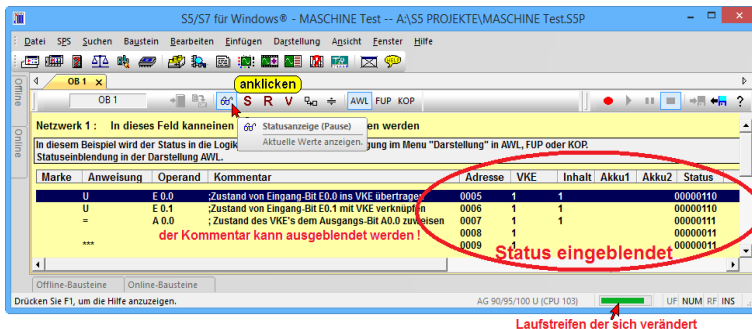 S5/S7 für Windows® - MASCHINE Test -- A:\S5 PROJEKTE\MASCHINE Test.S5P
Datei SPS Suchen Baustein Bearbeiten Einfügen Darstellung Ansicht Fenster Hilfe
OB 1 x
anklicken
OB 1 S R V AWL FUP KOP ?
Offline
Online
Netzwerk 1 : In dieses Feld kann einen en werden
Statusanzeige (Pause)
Aktuelle Werte anzeigen.
In diesem Beispiel wird der Status in die Logik gung im Menu "Darstellung" in AWL, FUP oder KOP.
Statuseinblendung in der Darstellung AWL.
Marke Anweisung Operand Kommentar Adresse VKE Inhalt Akku1 Akku2 Status
U E 0.0 ;Zustand von Eingang-Bit E0.0 ins VKE übertragen 0005 1 1 00000110
U E 0.1 ;Zustand von Eingang-Bit E0.1 mit VKE verknüpfen 0006 1 1 00000110
= A 0.0 ; Zustand des VKE's dem Ausgangs-Bit A0.0 zuweisen 0007 1 1 00000011
der Kommentar kann ausgeblendet werden ! 0008 1 00000011
*** 0009 1 00000011
Status eingeblendet
Offline-Bausteine Online-Bausteine
Drücken Sie F1, um die Hilfe anzuzeigen. AG 90/95/100 U (CPU 103) UF NUM RF INS
Laufstreifen der sich verändert